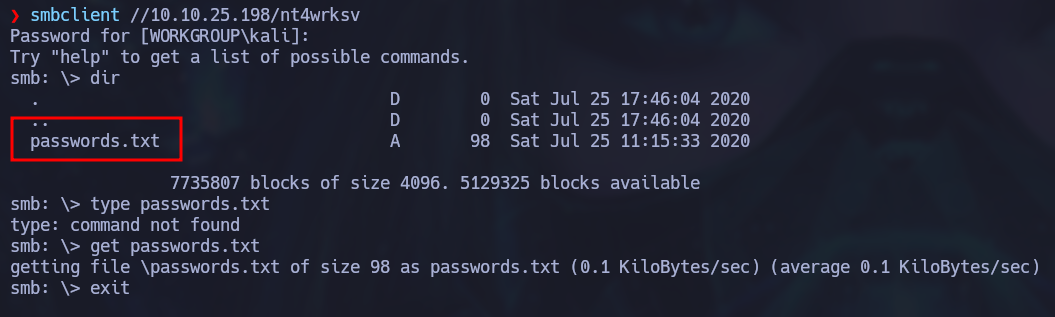 ❯ smbclient //10.10.25.198/nt4wrksv
Password for [WORKGROUP\kali]:
Try "help" to get a list of possible commands.
smb: \> dir
  .                                   D        0  Sat Jul 25 17:46:04 2020
  ..                                  D        0  Sat Jul 25 17:46:04 2020
  passwords.txt                       A       98  Sat Jul 25 11:15:33 2020
                7735807 blocks of size 4096. 5129325 blocks available
smb: \> type passwords.txt
type: command not found
smb: \> get passwords.txt
getting file \passwords.txt of size 98 as passwords.txt (0.1 KiloBytes/sec) (average 0.1 KiloBytes/sec)
smb: \> exit